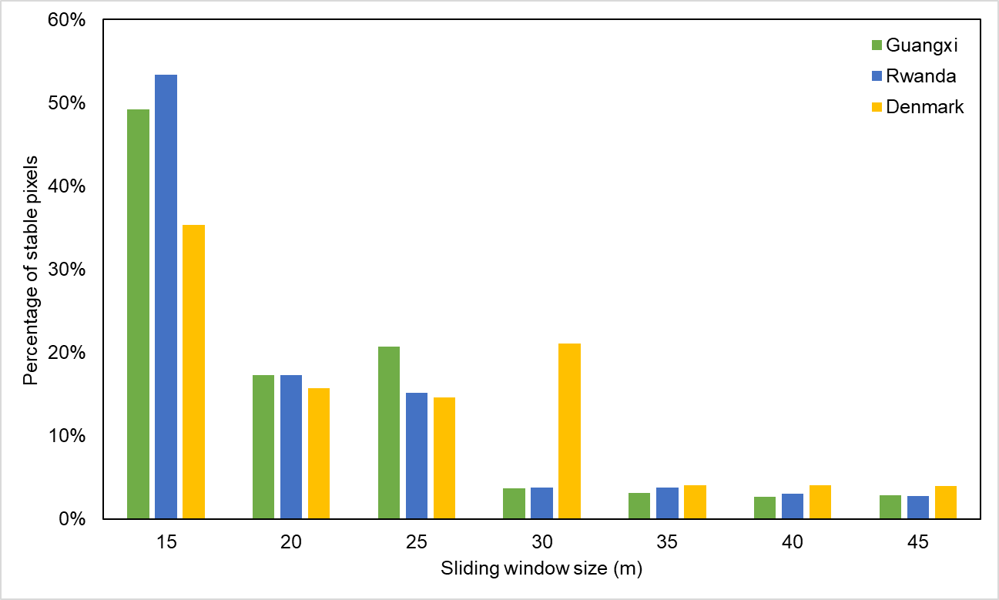 60%
50%
40%
30%
20%
10%
0%
Percentage of stable pixels
Guangxi
Rwanda
Denmark
15 20 25 30 35 40 45
Sliding window size (m)